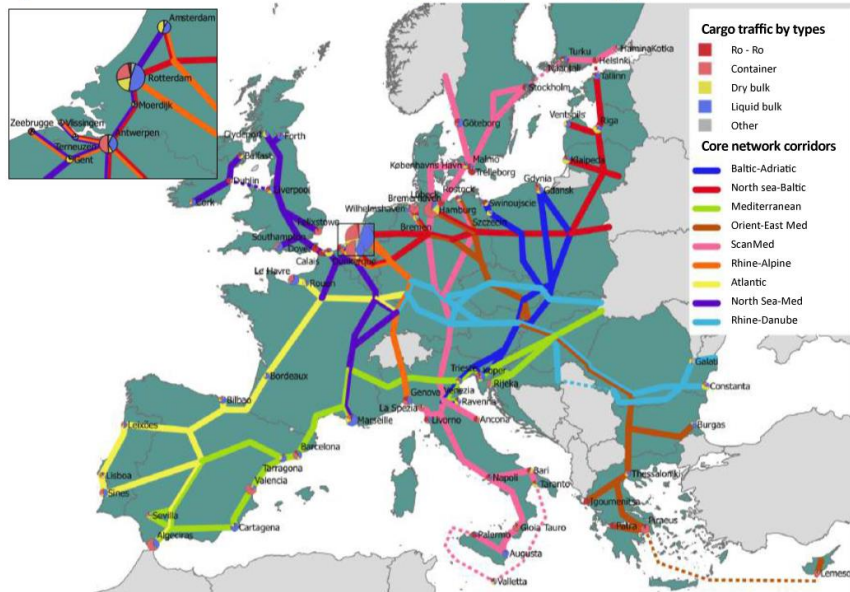 Amsterdam
Rotterdam
Moerdijk
Zeebrugge
Vlissingen
Terneuzen
Antwerpen
Gent
Cargo traffic by types
Ro - Ro
Container
Dry bulk
Liquid bulk
Other
Core network corridors
Baltic-Adriatic
North sea-Baltic
Mediterranean
Orient-East Med
ScanMed
Rhine-Alpine
Atlantic
North Sea-Med
Rhine-Danube
Turku
HaminaKotka
Helsinki
Stockholm
Tallinn
Ventspils
Riga
Klaipeda
Göteborg
Københavns Havn
Malmö
Trelleborg
Gdynia
Gdansk
Rostock
Lübeck
Swinoujscie
Szczecin
Bremerhaven
Wilhelmshaven
Hamburg
Bremen
Forth
Belfast
Dublin
Liverpool
Cork
Felixstowe
Southampton
Dover
Calais
Le Havre
Rouen
Bordeaux
Bilbao
Leixões
Lisboa
Sines
Sevilla
Algeciras
Cartagena
Valencia
Tarragona
Barcelona
Marseille
Genova
La Spezia
Livorno
Venezia
Ravenna
Ancona
Trieste
Koper
Rijeka
Napoli
Bari
Taranto
Gioia Tauro
Palermo
Augusta
Valletta
Galati
Constanta
Burgas
Thessaloniki
Igoumenitsa
Patra
Piraeus
Lemesos